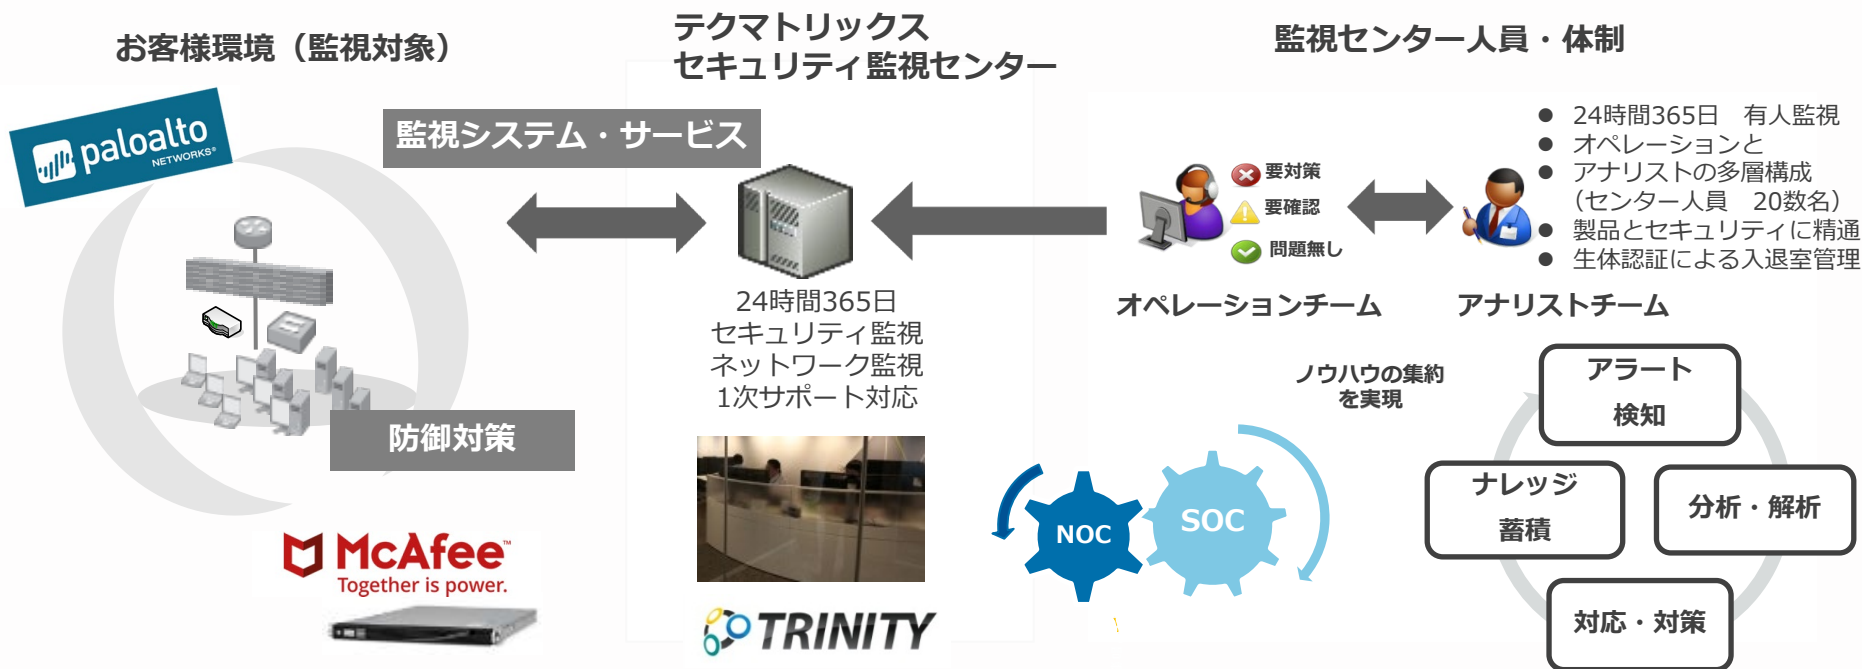 お客様環境（監視対象）
paloalto
NETWORKS®
防御対策
McAfee™
Together is power.
監視システム・サービス
テクマトリックス
セキュリティ監視センター
24時間365日
セキュリティ監視
ネットワーク監視
1次サポート対応
TRINITY
監視センター人員・体制
要対策
要確認
問題無し
オペレーションチーム
アナリストチーム
● 24時間365日　有人監視
● オペレーションと
● アナリストの多層構成
（センター人員　20数名）
● 製品とセキュリティに精通
● 生体認証による入退室管理
ノウハウの集約
を実現
NOC
SOC
アラート
検知
分析・解析
対応・対策
ナレッジ
蓄積